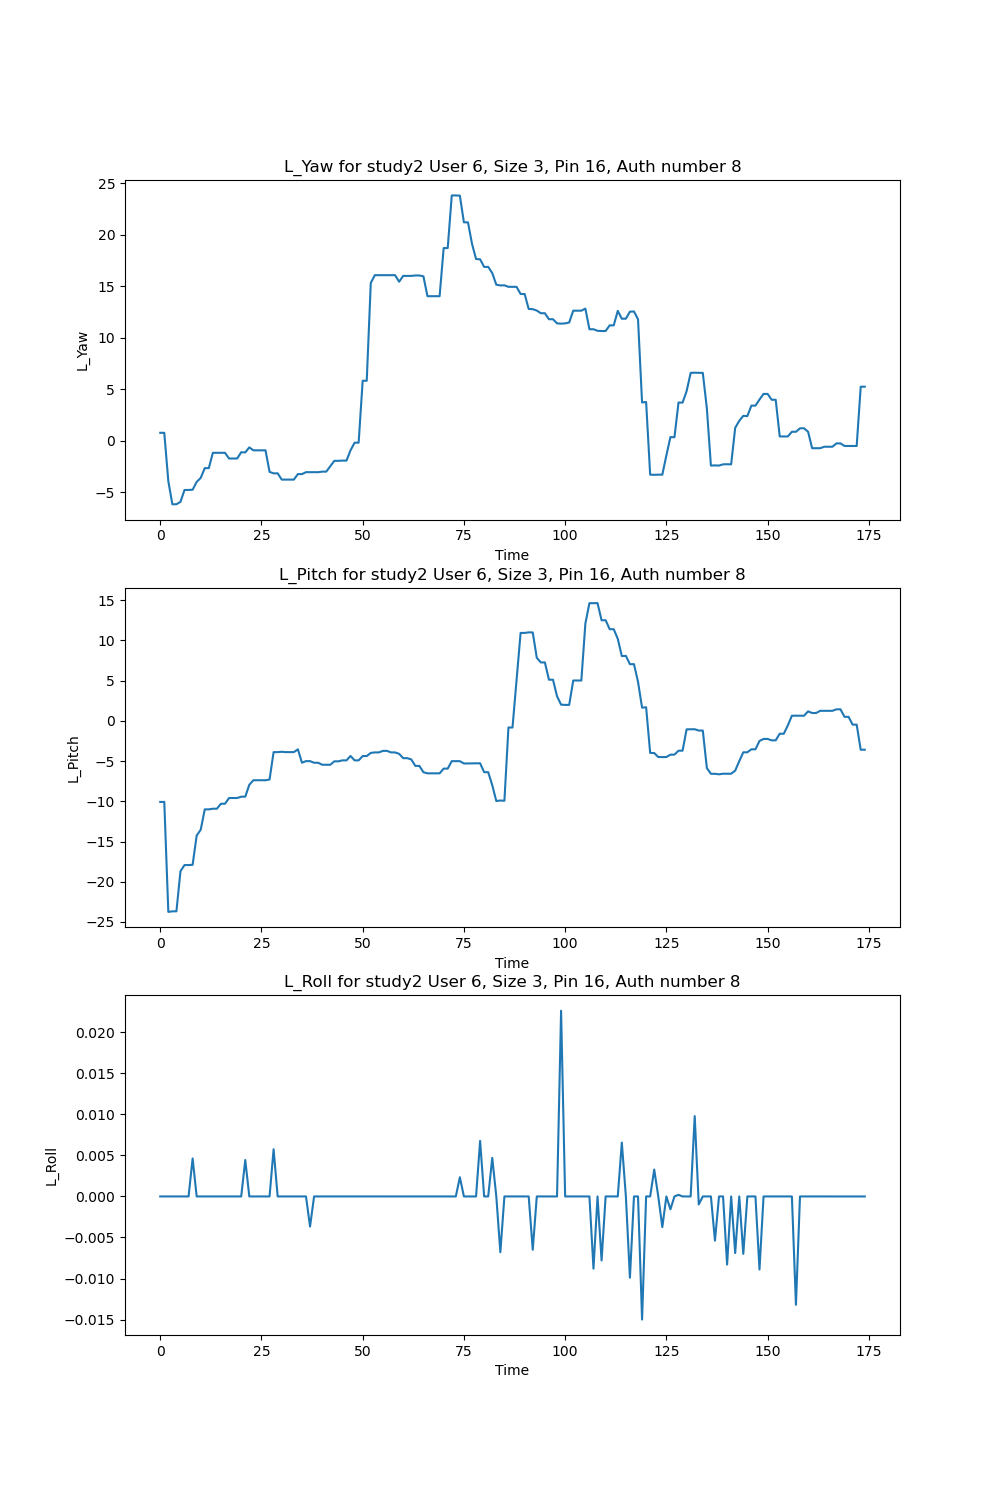 L_Yaw for study2 User 6, Size 3, Pin 16, Auth number 8
25
20
15
10
5
0
−5
L_Yaw
0 25 50 75 100 125 150 175
Time
L_Pitch for study2 User 6, Size 3, Pin 16, Auth number 8
15
10
5
0
−5
−10
−15
−20
−25
L_Pitch
0 25 50 75 100 125 150 175
Time
L_Roll for study2 User 6, Size 3, Pin 16, Auth number 8
0.020
0.015
0.010
0.005
0.000
−0.005
−0.010
−0.015
L_Roll
0 25 50 75 100 125 150 175
Time